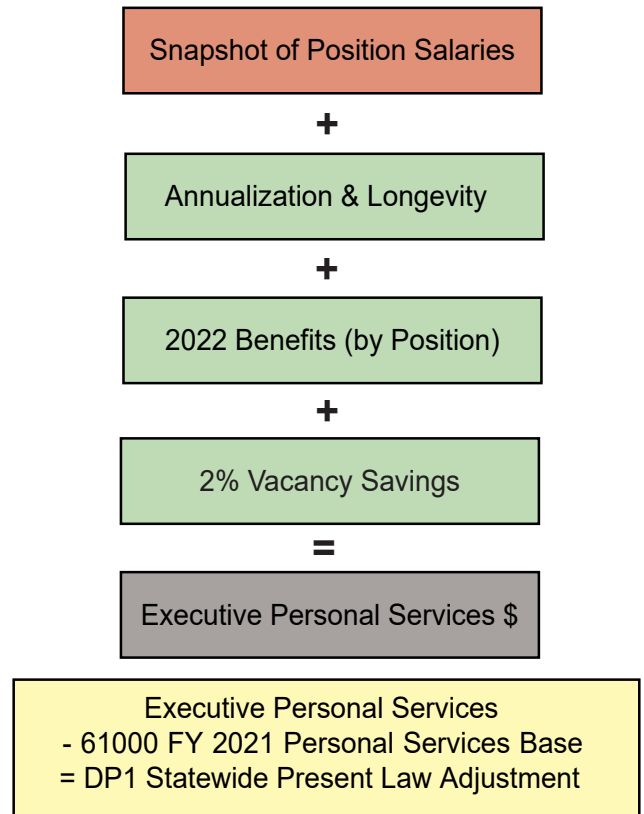 Snapshot of Position Salaries
+
Annualization & Longevity
+
2022 Benefits (by Position)
+
2% Vacancy Savings
=
Executive Personal Services $
Executive Personal Services
- 61000 FY 2021 Personal Services Base
= DP1 Statewide Present Law Adjustment